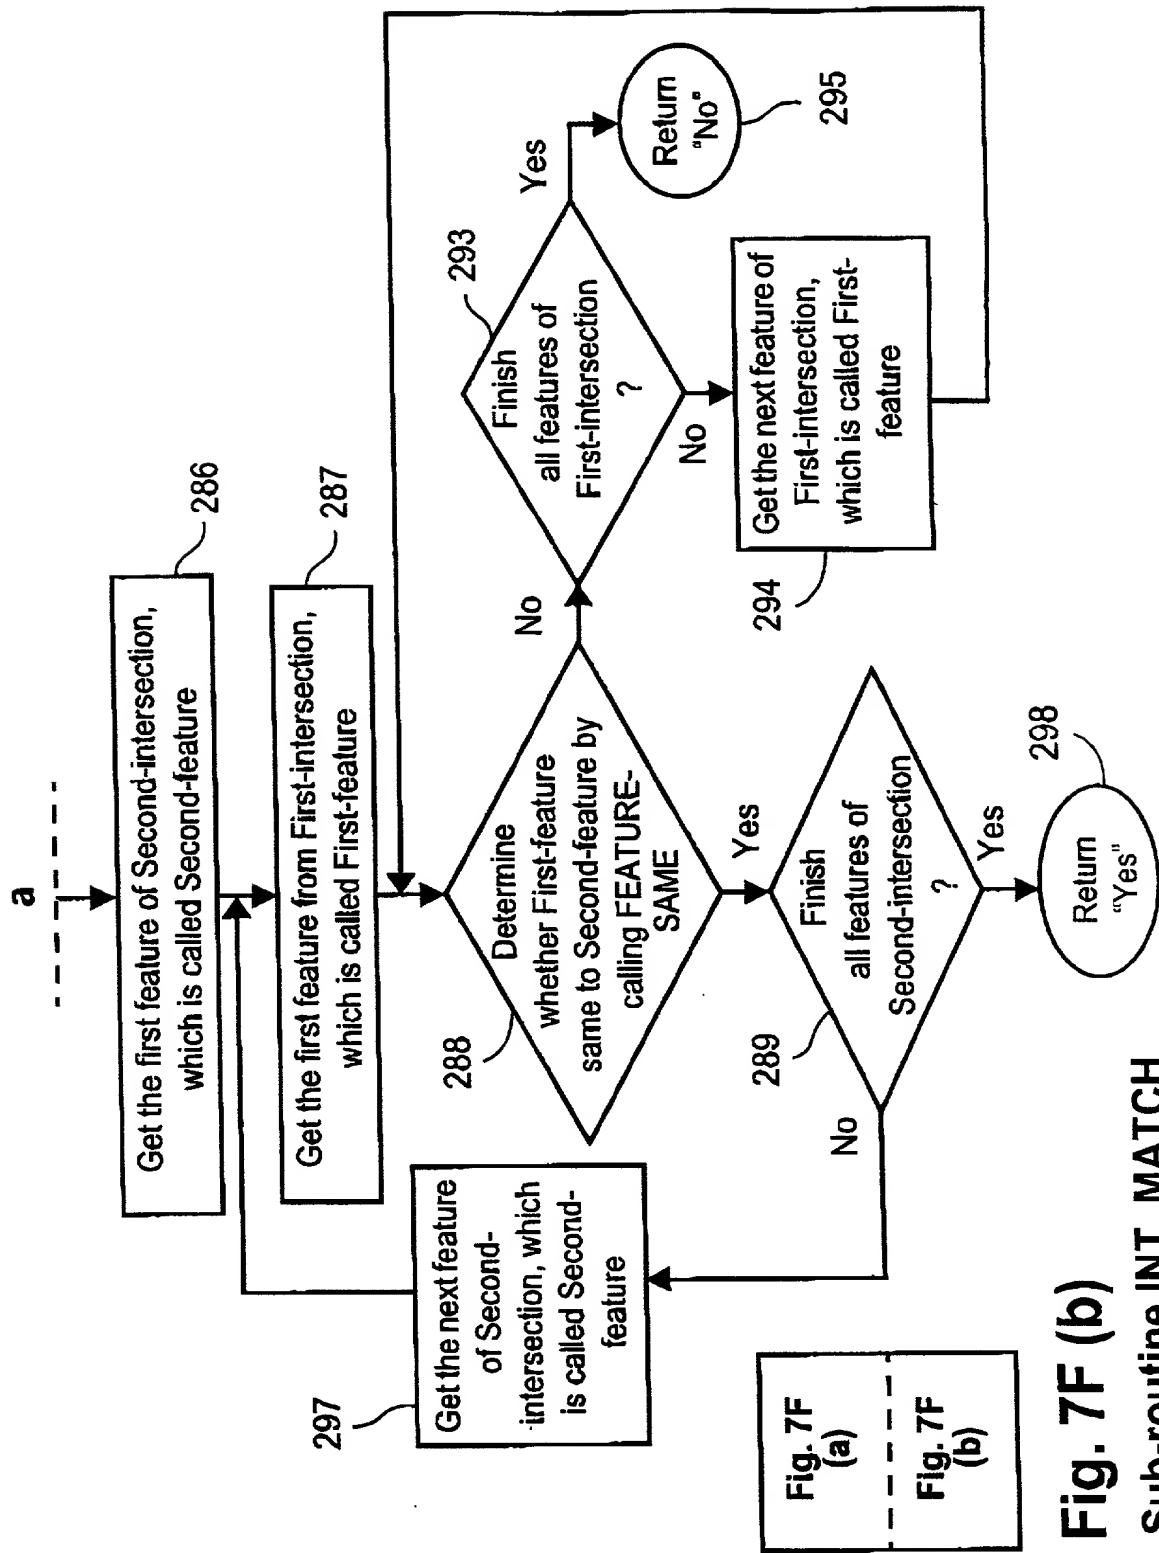 a
Get the first feature of Second-intersection,
which is called Second-feature
286
Get the first feature from First-intersection,
which is called First-feature
287
Determine
whether First-feature
same to Second-feature by
calling FEATURE-
SAME
288
No
Yes
Finish
all features of
First-intersection
?
293
Yes
Return
"No"
295
No
Get the next feature of
First-intersection,
which is called First-
feature
294
Finish
all features of
Second-intersection
?
289
No
Yes
Return
"Yes"
298
Get the next feature
of Second-
intersection, which
is called Second-
feature
297
Fig. 7F
(a)
Fig. 7F
(b)
Fig. 7F (b)
Sub-routine INT_MATCH